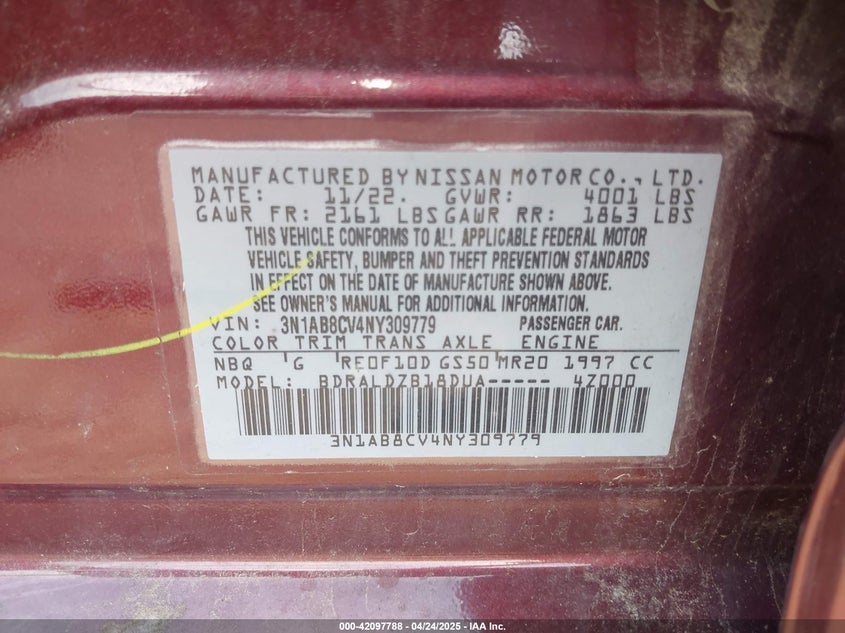 MANUFACTURED BY NISSAN MOTOR CO., LTD.
DATE: 11/22. GVWR: 4001 LBS
GAWR FR: 2161 LBS GAWR RR: 1863 LBS
THIS VEHICLE CONFORMS TO ALL APPLICABLE FEDERAL MOTOR
VEHICLE SAFETY, BUMPER AND THEFT PREVENTION STANDARDS
IN EFFECT ON THE DATE OF MANUFACTURE SHOWN ABOVE.
SEE OWNER'S MANUAL FOR ADDITIONAL INFORMATION.
VIN: 3N1AB8CV4NY309779 PASSENGER CAR.
COLOR TRIM TRANS AXLE ENGINE
NBQ G RE0F10D GS50 MR20 1997 CC
MODEL: BDRALDZB18DUA----- 4Z000
3N1AB8CV4NY309779
000-42097788 - 04/24/2025 - IAA Inc.